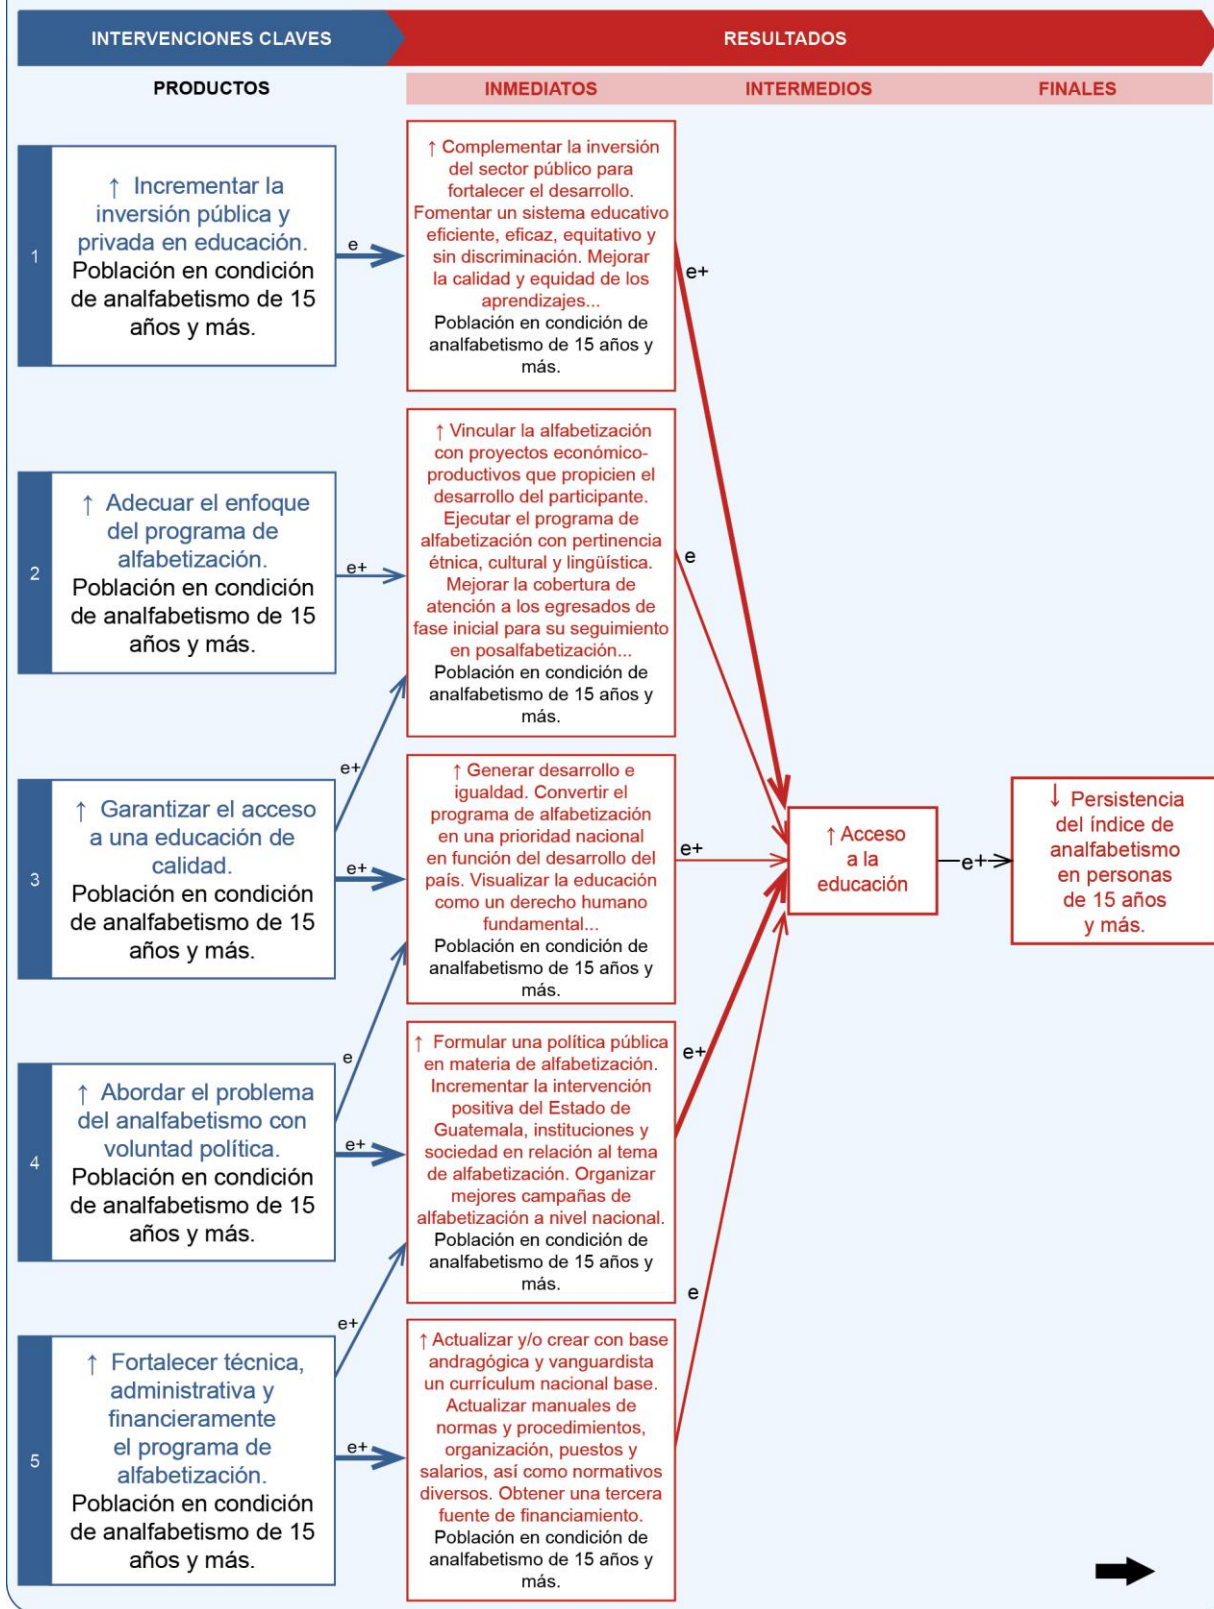 INTERVENCIONES CLAVES
RESULTADOS
PRODUCTOS
INMEDIATOS
INTERMEDIOS
FINALES
1
↑ Incrementar la
inversión pública y
privada en educación.
Población en condición
de analfabetismo de 15
años y más.
e
↑ Complementar la inversión
del sector público para
fortalecer el desarrollo.
Fomentar un sistema educativo
eficiente, eficaz, equitativo y
sin discriminación. Mejorar
la calidad y equidad de los
aprendizajes...
Población en condición de
analfabetismo de 15 años y
más.
e+
2
↑ Adecuar el enfoque
del programa de
alfabetización.
Población en condición
de analfabetismo de 15
años y más.
e+
↑ Vincular la alfabetización
con proyectos económico-
productivos que propicien el
desarrollo del participante.
Ejecutar el programa de
alfabetización con pertinencia
étnica, cultural y lingüística.
Mejorar la cobertura de
atención a los egresados de
fase inicial para su seguimiento
en posalfabetización...
Población en condición de
analfabetismo de 15 años y
más.
e
3
↑ Garantizar el acceso
a una educación de
calidad.
Población en condición
de analfabetismo de 15
años y más.
e+
e+
↑ Generar desarrollo e
igualdad. Convertir el
programa de alfabetización
en una prioridad nacional
en función del desarrollo del
país. Visualizar la educación
como un derecho humano
fundamental...
Población en condición de
analfabetismo de 15 años y
más.
e+
↑ Acceso
a la
educación
e+
↓ Persistencia
del índice de
analfabetismo
en personas
de 15 años
y más.
4
↑ Abordar el problema
del analfabetismo con
voluntad política.
Población en condición
de analfabetismo de 15
años y más.
e
e+
↑ Formular una política pública
en materia de alfabetización.
Incrementar la intervención
positiva del Estado de
Guatemala, instituciones y
sociedad en relación al tema
de alfabetización. Organizar
mejores campañas de
alfabetización a nivel nacional.
Población en condición de
analfabetismo de 15 años y
más.
e+
5
↑ Fortalecer técnica,
administrativa y
financieramente
el programa de
alfabetización.
Población en condición
de analfabetismo de 15
años y más.
e+
e+
↑ Actualizar y/o crear con base
andragógica y vanguardista
un currículum nacional base.
Actualizar manuales de
normas y procedimientos,
organización, puestos y
salarios, así como normativos
diversos. Obtener una tercera
fuente de financiamiento.
Población en condición de
analfabetismo de 15 años y
más.
e